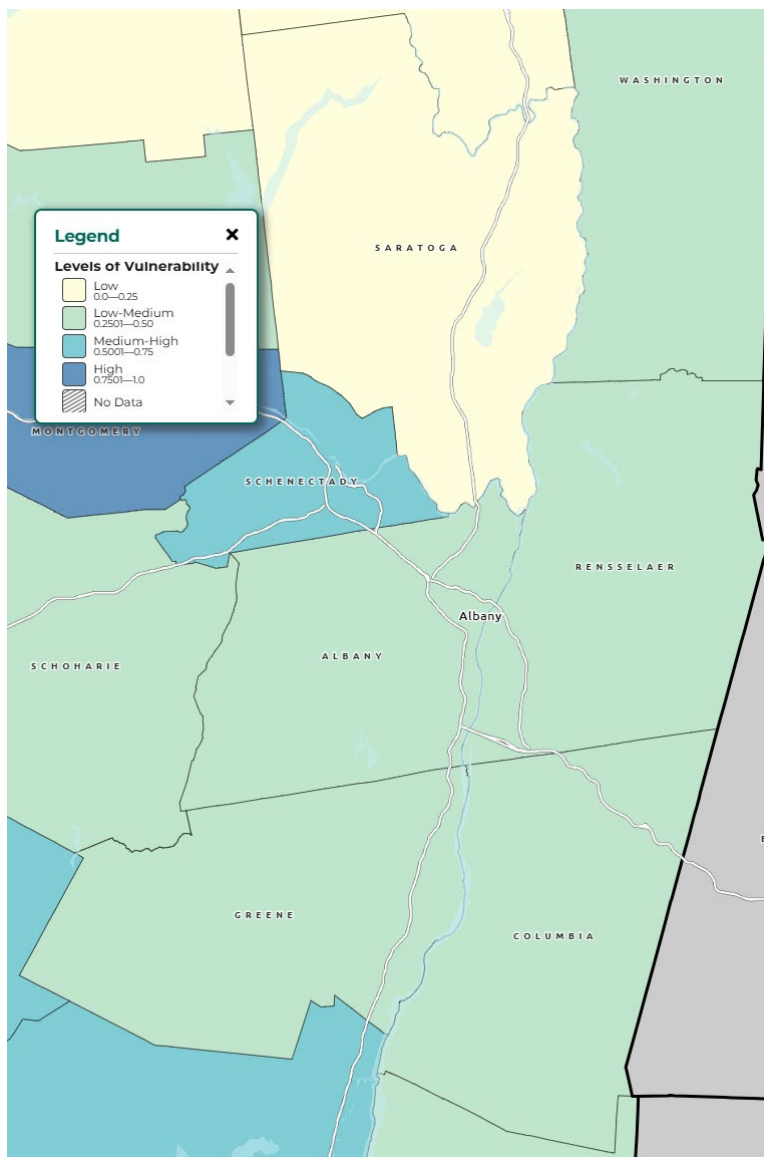 WASHINGTON
SARATOGA
Legend
Levels of Vulnerability
Low
0.0—0.25
Low-Medium
0.2501—0.50
Medium-High
0.5001—0.75
High
0.7501—1.0
No Data
MONTGOMERY
SCHENECTADY
RENSSELAER
Albany
ALBANY
SCHOHARIE
GREENE
COLUMBIA